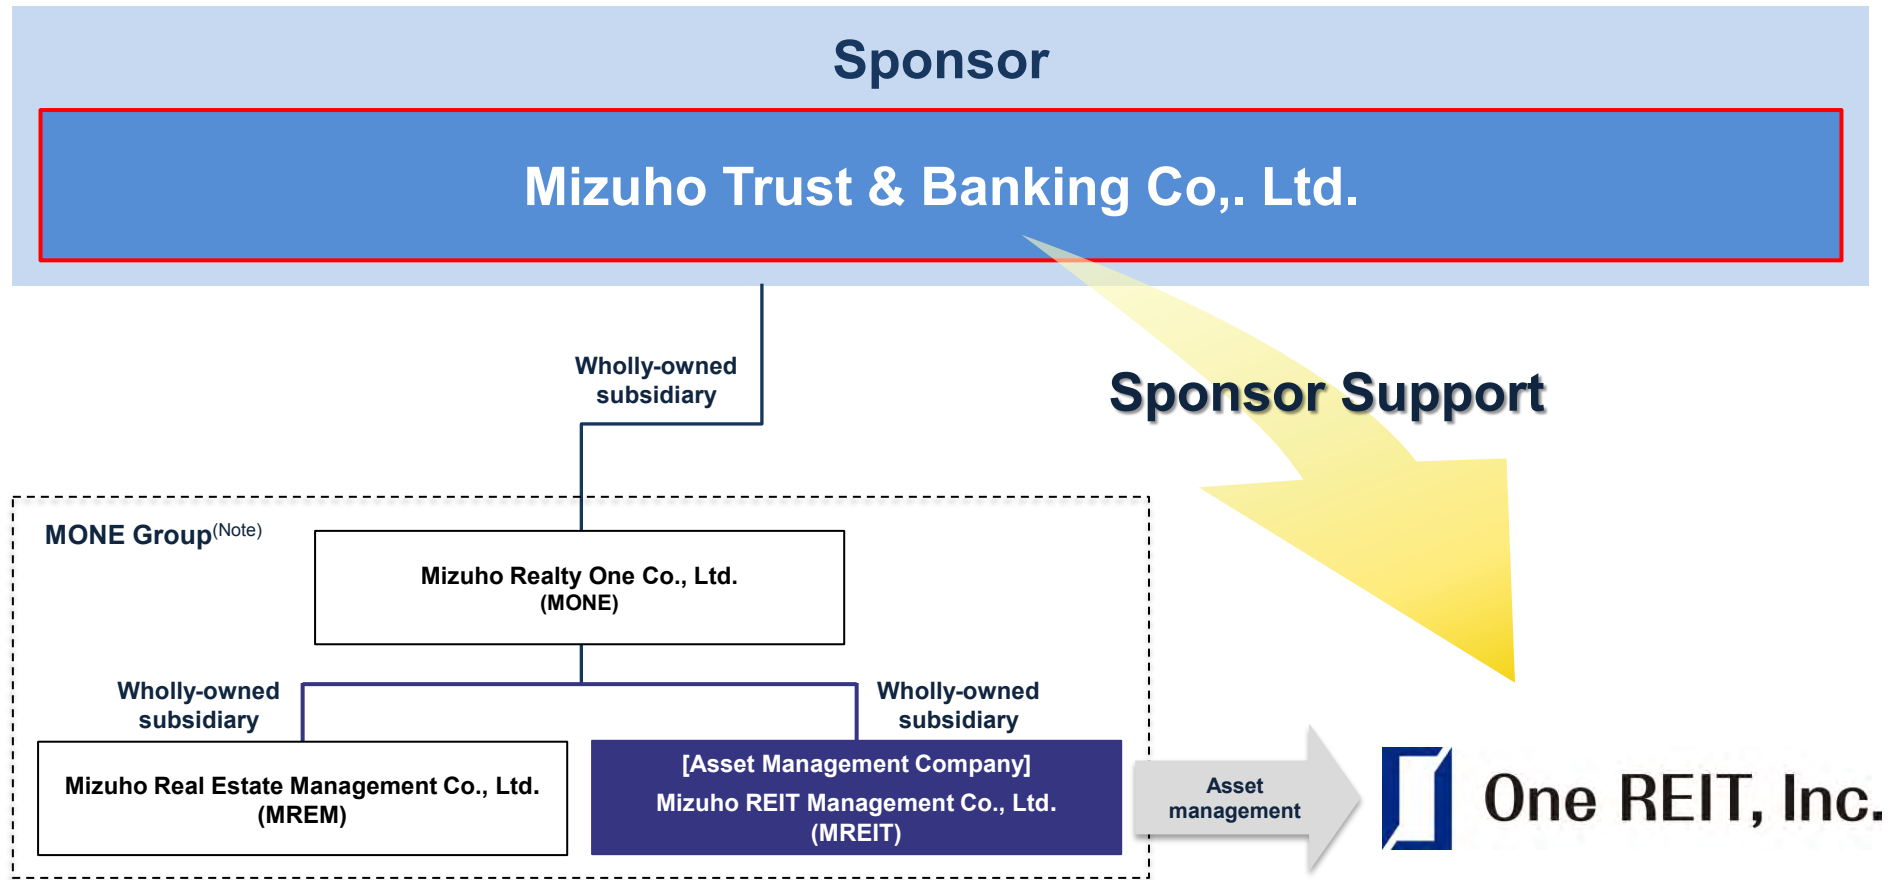 Sponsor
Mizuho Trust & Banking Co,. Ltd.
Wholly-owned
subsidiary
Sponsor Support
MONE Group(Note)
Mizuho Realty One Co., Ltd.
(MONE)
Wholly-owned
subsidiary
Wholly-owned
subsidiary
Mizuho Real Estate Management Co., Ltd.
(MREM)
[Asset Management Company]
Mizuho REIT Management Co., Ltd.
(MREIT)
Asset
management
One REIT, Inc.